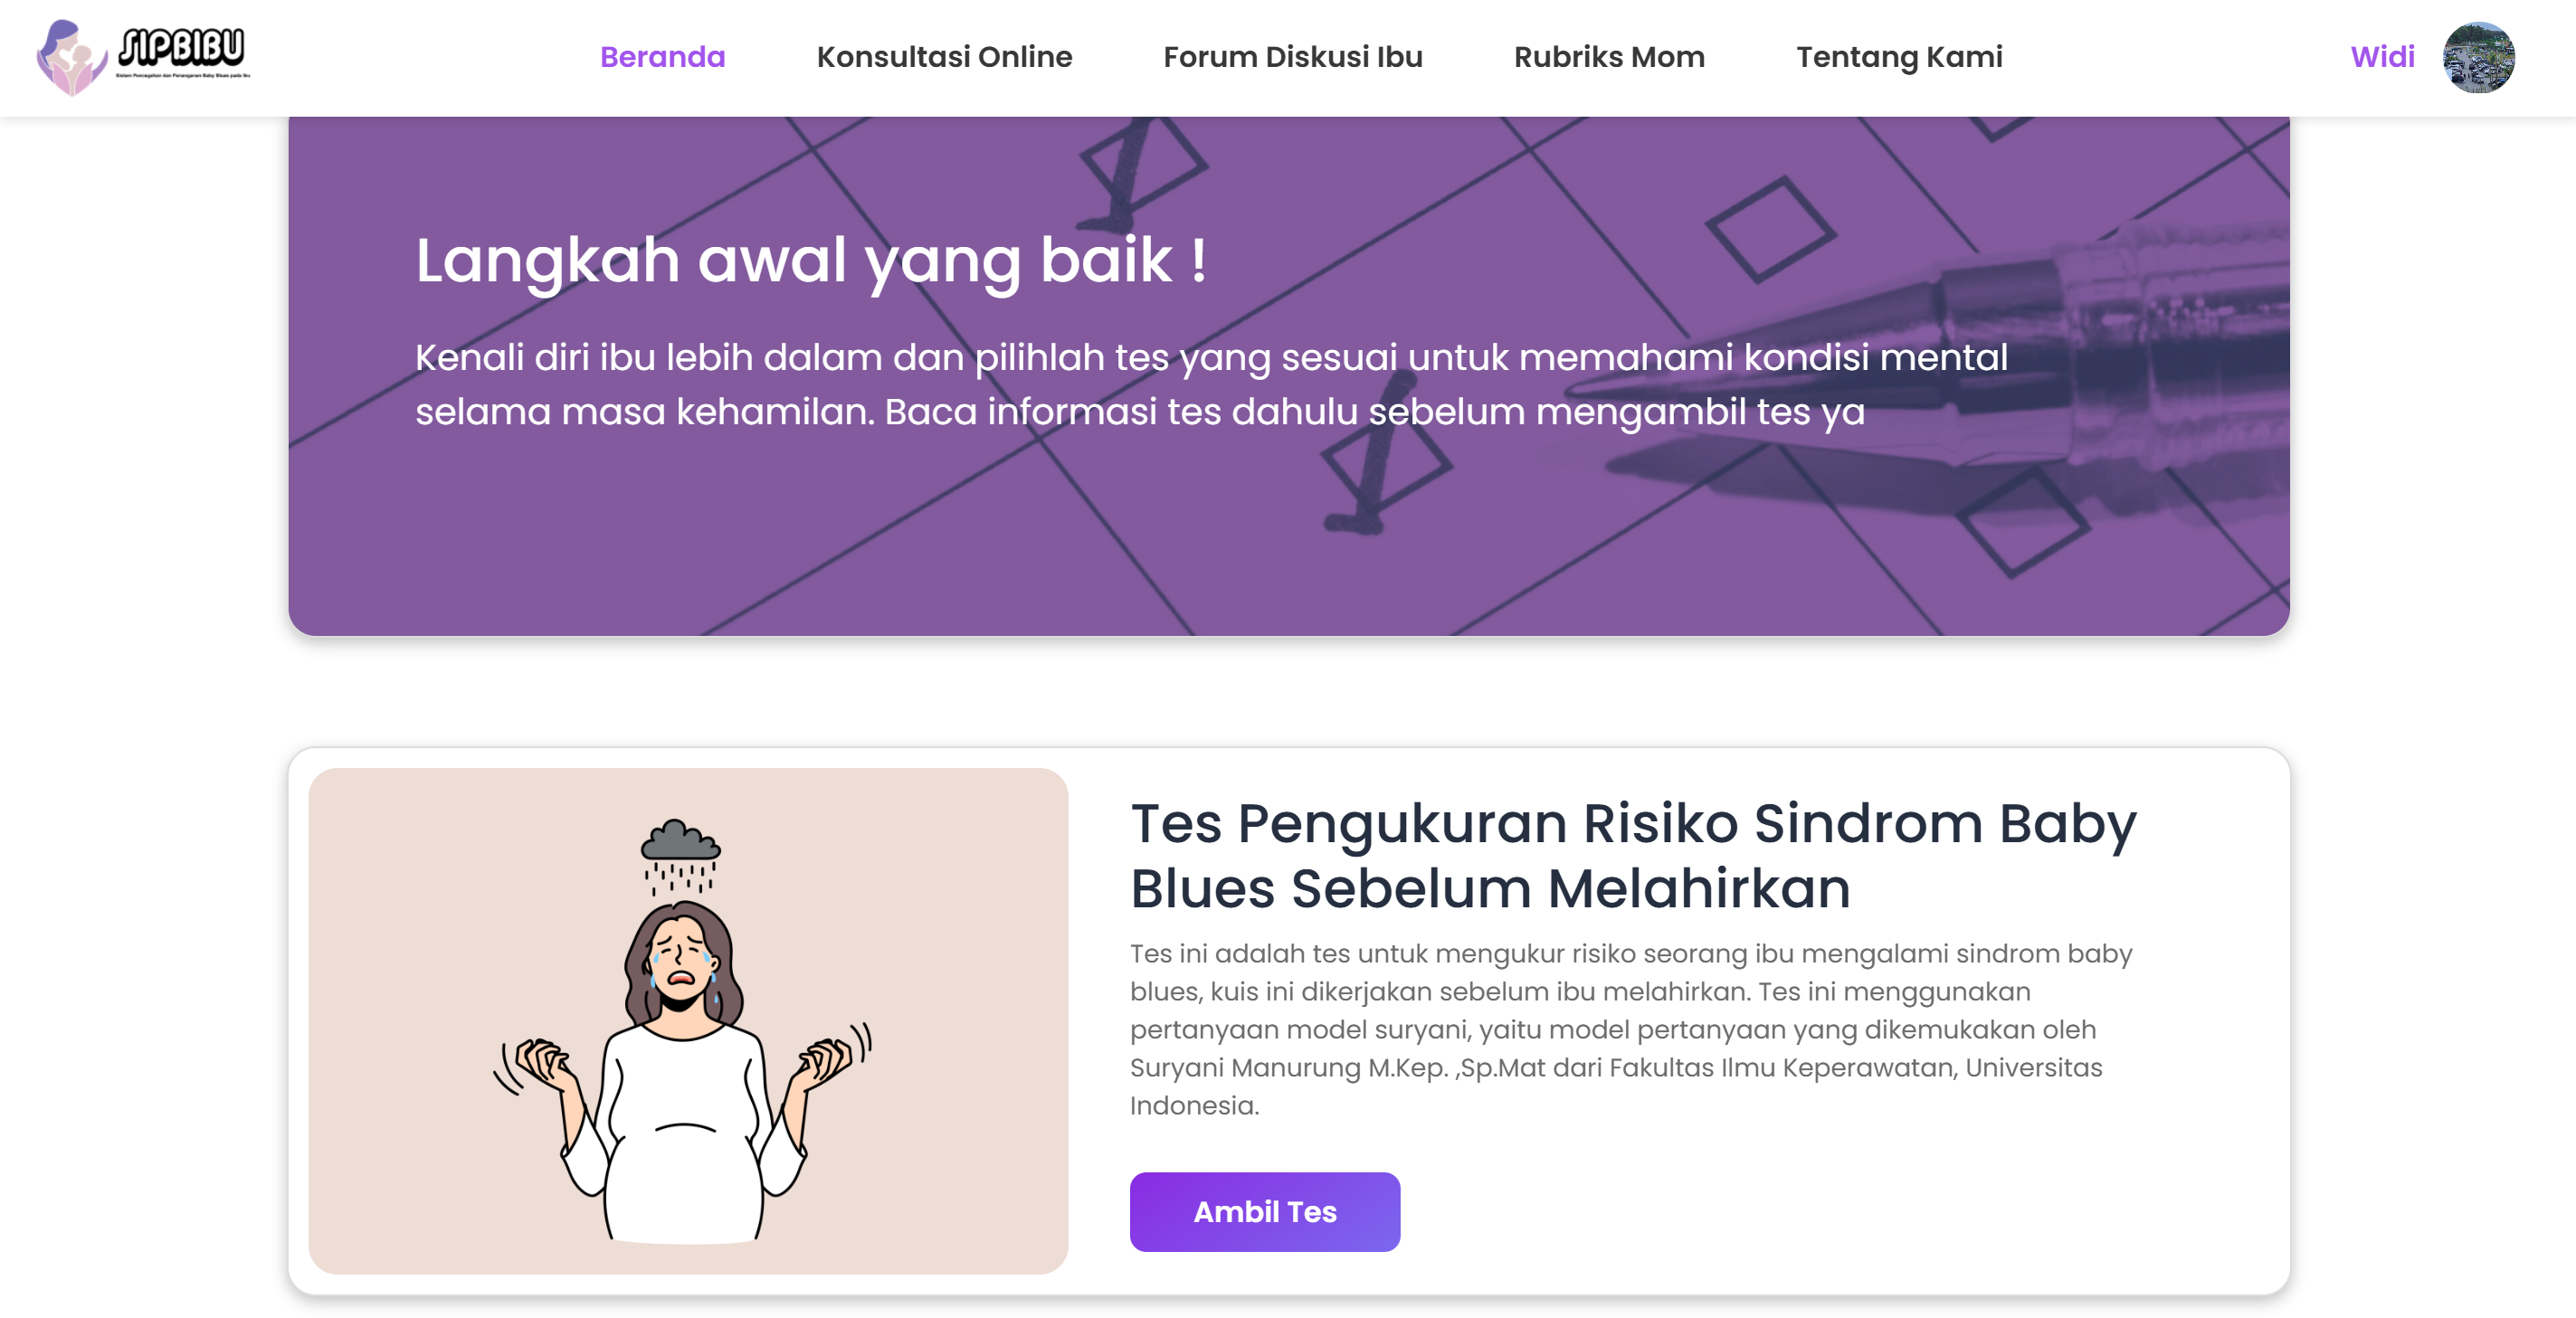 SIPBIBU
Sistem Pencegahan dan Penanganan Baby Blues pada Ibu
Beranda
Konsultasi Online
Forum Diskusi Ibu
Rubriks Mom
Tentang Kami
Widi
Langkah awal yang baik !
Kenali diri ibu lebih dalam dan pilihlah tes yang sesuai untuk memahami kondisi mental
selama masa kehamilan. Baca informasi tes dahulu sebelum mengambil tes ya
Tes Pengukuran Risiko Sindrom Baby
Blues Sebelum Melahirkan
Tes ini adalah tes untuk mengukur risiko seorang ibu mengalami sindrom baby
blues, kuis ini dikerjakan sebelum ibu melahirkan. Tes ini menggunakan
pertanyaan model suryani, yaitu model pertanyaan yang dikemukakan oleh
Suryani Manurung M.Kep. ,Sp.Mat dari Fakultas Ilmu Keperawatan, Universitas
Indonesia.
Ambil Tes